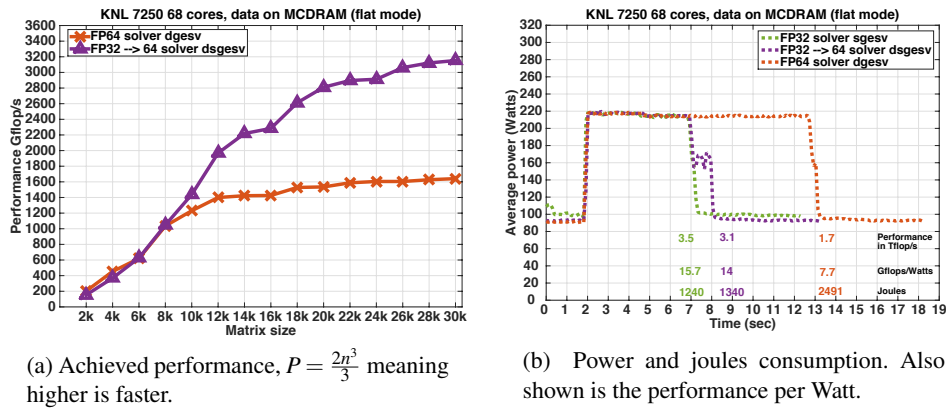 KNL 7250 68 cores, data on MCDRAM (flat mode)
FP64 solver dgesv
FP32 --> 64 solver dsgesv
Performance Gflop/s
3600
3400
3200
3000
2800
2600
2400
2200
2000
1800
1600
1400
1200
1000
800
600
400
200
0
2k 4k 6k 8k 10k 12k 14k 16k 18k 20k 22k 24k 26k 28k 30k
Matrix size
(a) Achieved performance, P = 2n³/3 meaning
higher is faster.
KNL 7250 68 cores, data on MCDRAM (flat mode)
FP32 solver sgesv
FP32 --> 64 solver dsgesv
FP64 solver dgesv
Average power (Watts)
320
300
280
260
240
220
200
180
160
140
120
100
80
60
40
20
0
3.5 3.1 1.7 Performance
in Tflop/s
15.7 14 7.7 Gflops/Watts
1240 1340 2491 Joules
0 1 2 3 4 5 6 7 8 9 10 11 12 13 14 15 16 17 18 19
Time (sec)
(b) Power and joules consumption. Also
shown is the performance per Watt.